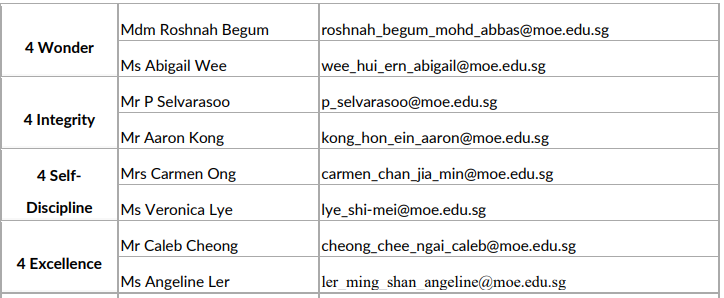 4 Wonder
Mdm Roshnah Begum roshnah_begum_mohd_abbas@moe.edu.sg
Ms Abigail Wee wee_hui_ern_abigail@moe.edu.sg
4 Integrity
Mr P Selvarasoo p_selvarasoo@moe.edu.sg
Mr Aaron Kong kong_hon_ein_aaron@moe.edu.sg
4 Self-
Discipline
Mrs Carmen Ong carmen_chan_jia_min@moe.edu.sg
Ms Veronica Lye lye_shi-mei@moe.edu.sg
4 Excellence
Mr Caleb Cheong cheong_chee_ngai_caleb@moe.edu.sg
Ms Angeline Ler ler_ming_shan_angeline@moe.edu.sg